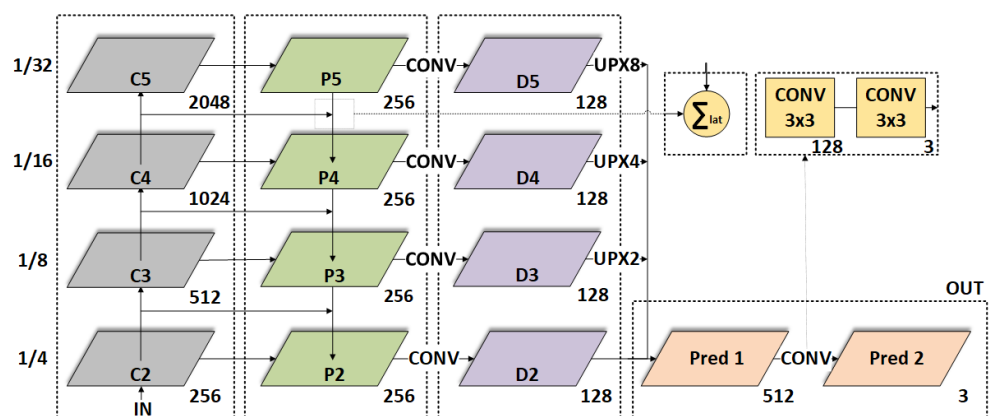 1/32 C5 2048 P5 256 CONV D5 128 UPX8
∑lat
CONV 3x3 128 CONV 3x3 3
1/16 C4 1024 P4 256 CONV D4 128 UPX4
1/8 C3 512 P3 256 CONV D3 128 UPX2
OUT
1/4 C2 256 P2 256 CONV D2 128 Pred 1 512 CONV Pred 2 3
IN